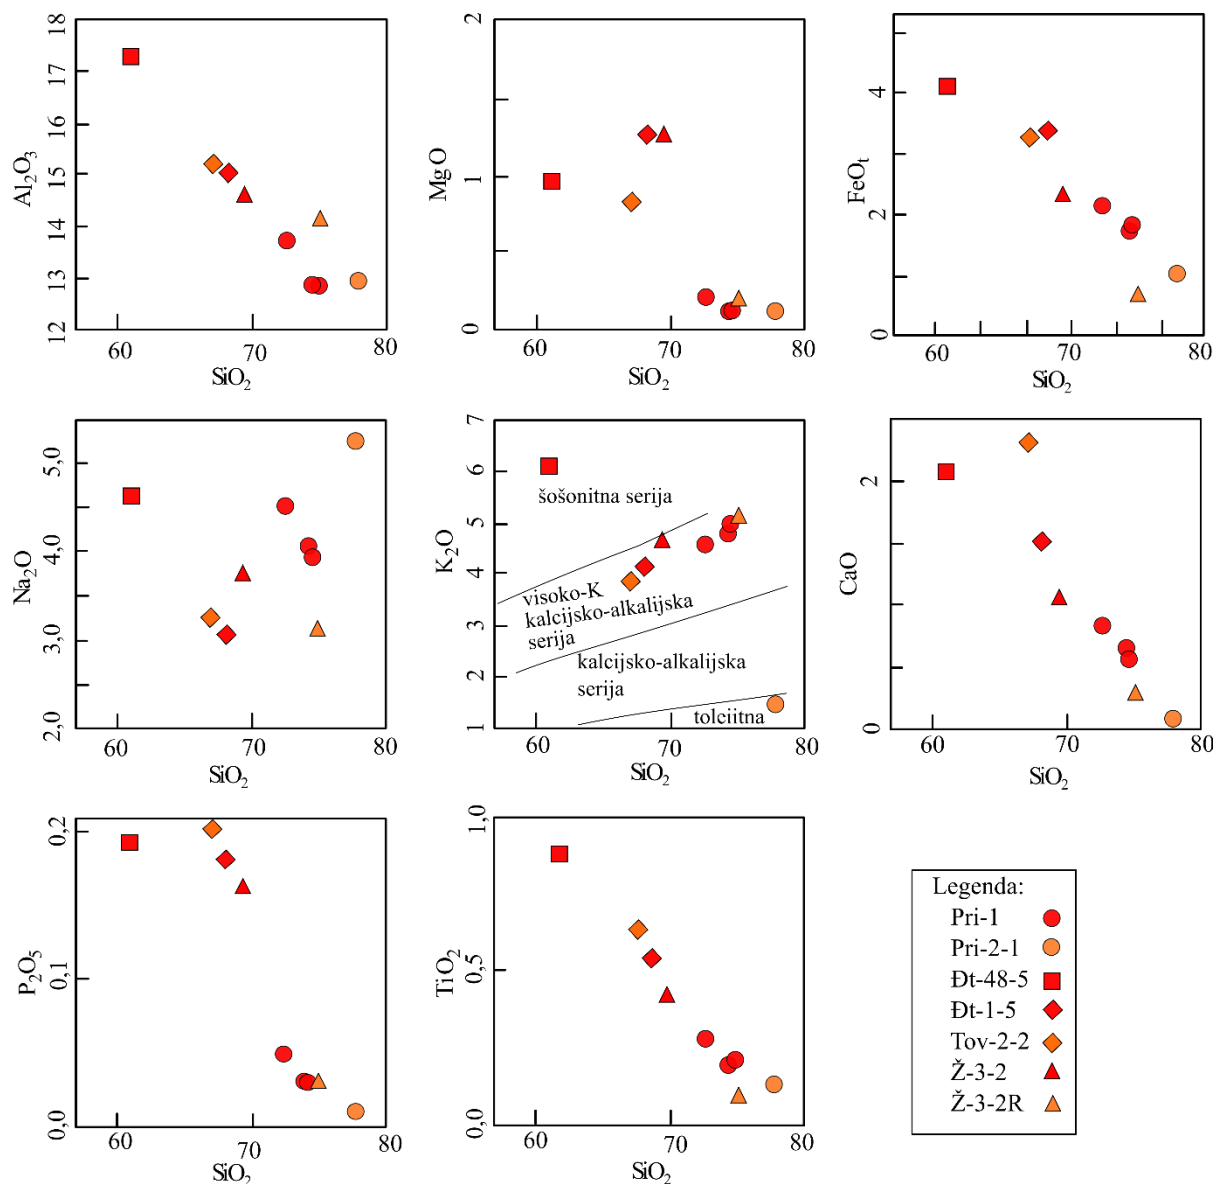 18
17
16
15
14
13
12
Al₂O₃
60
70
80
SiO₂
2
1
0
MgO
60
70
80
SiO₂
4
2
0
FeOₜ
60
70
80
SiO₂
5,0
4,0
3,0
2,0
Na₂O
60
70
80
SiO₂
7
6
5
4
3
2
1
K₂O
šošonitna serija
visoko-K
kalcijsko-alkalijska
serija
kalcijsko-alkalijska
serija
tolciitna
60
70
80
SiO₂
2
0
CaO
60
70
80
SiO₂
0,2
0,1
0,0
P₂O₅
60
70
80
SiO₂
1,0
0,5
0,0
TiO₂
60
70
80
SiO₂
Legenda:
Pri-1
Pri-2-1
Đt-48-5
Đt-1-5
Tov-2-2
Ž-3-2
Ž-3-2R